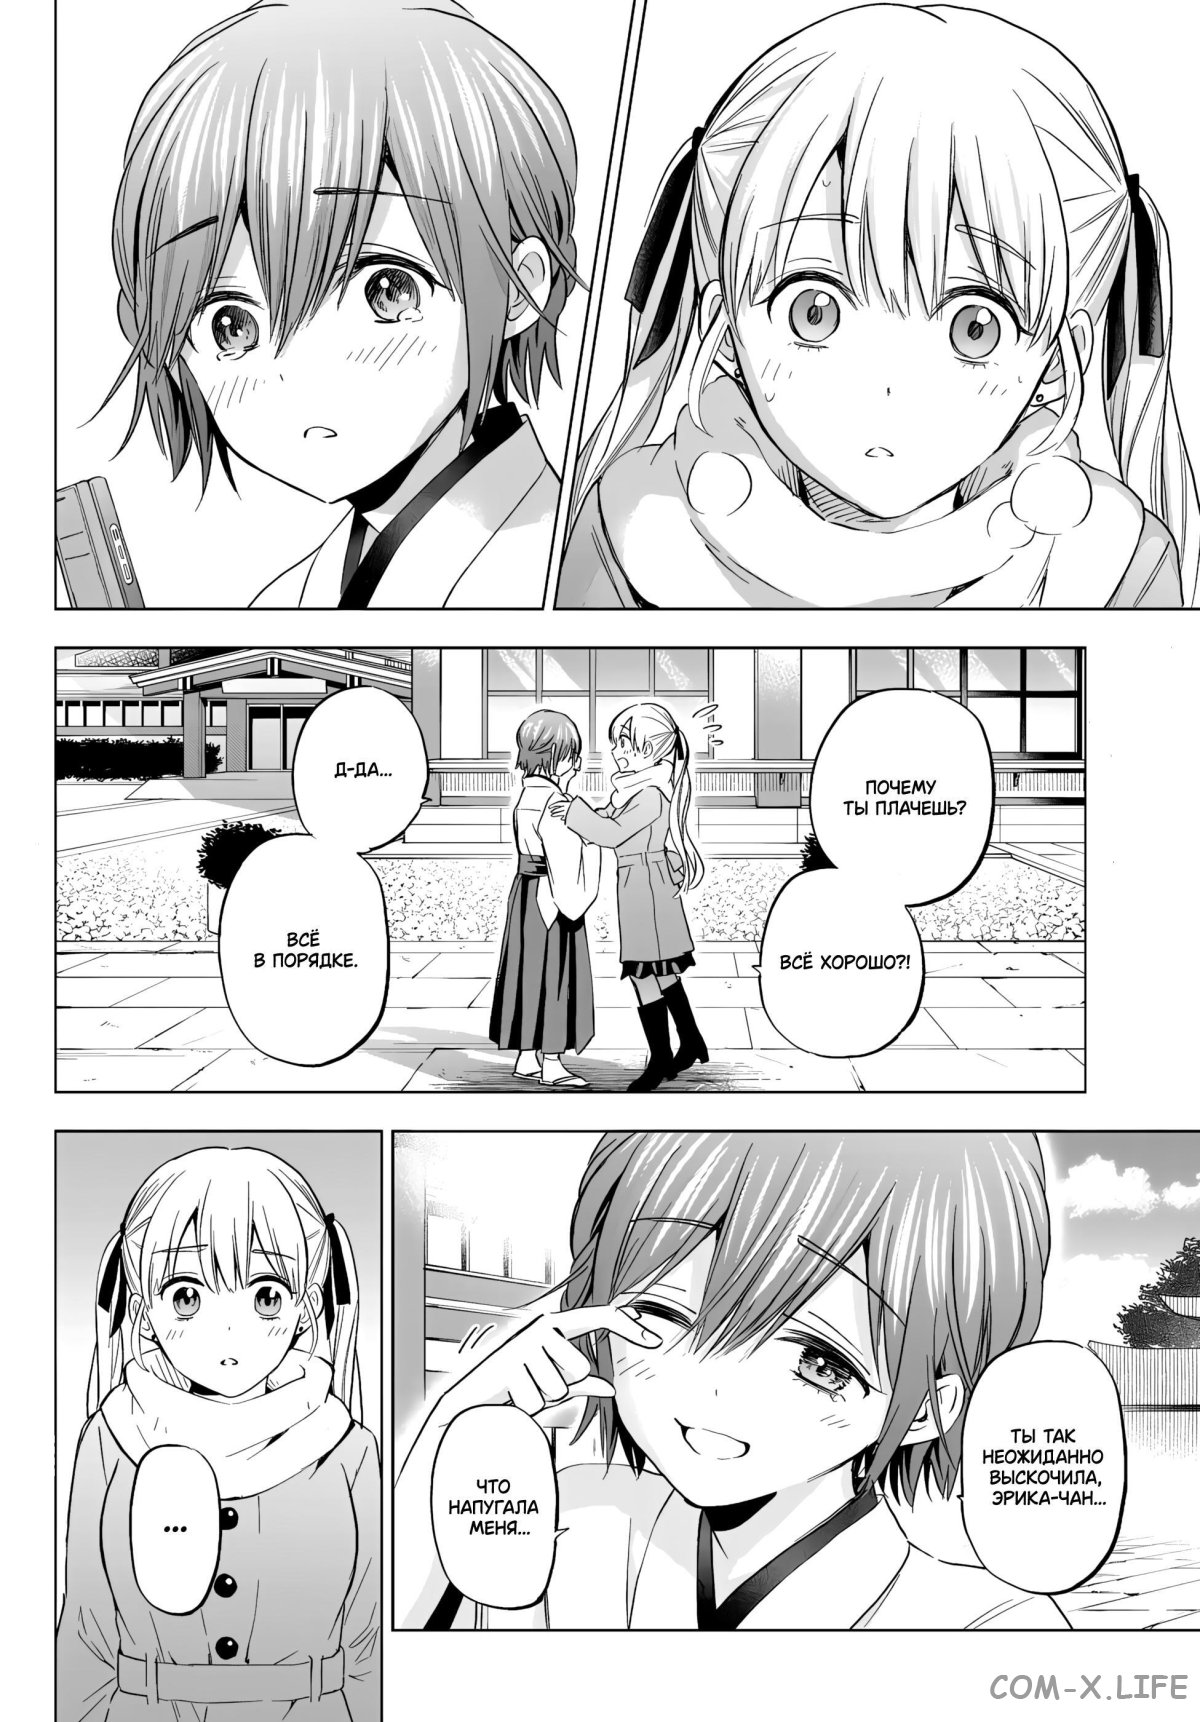 ПОЧЕМУ
ТЫ ПЛАЧЕШЬ?
ВСЁ ХОРОШО?!
Д-ДА...
ВСЁ
В ПОРЯДКЕ.
ТЫ ТАК
НЕОЖИДАННО
ВЫСКОЧИЛА,
ЭРИКА-ЧАН...
ЧТО
НАПУГАЛА
МЕНЯ...
...
COM-X.LIFE